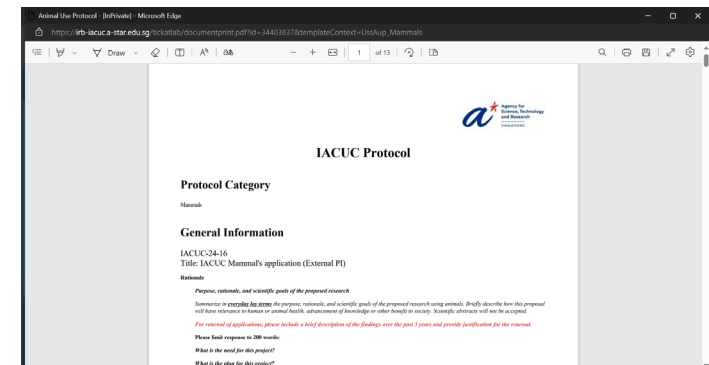 Animal Use Protocol - [InPrivate] - Microsoft Edge
https://irb-iacuc.a-star.edu.sg/tickatlab/documentprint.pdf?id=34403837&templateContext=UssAup_Mammals
Draw
1 of 13
Agency for
Science, Technology
and Research
SINGAPORE
IACUC Protocol
Protocol Category
Mammals
General Information
IACUC-24-16
Title: IACUC Mammal's application (External PI)
Rationale
Purpose, rationale, and scientific goals of the proposed research
Summarize in everyday lay terms the purpose, rationale, and scientific goals of the proposed research using animals. Briefly describe how this proposal
will have relevance to human or animal health, advancement of knowledge or other benefit to society. Scientific abstracts will not be accepted.
For renewal of applications, please include a brief description of the findings over the past 3 years and provide justification for the renewal.
Please limit response to 200 words:
What is the need for this project?
What is the plan for this project?